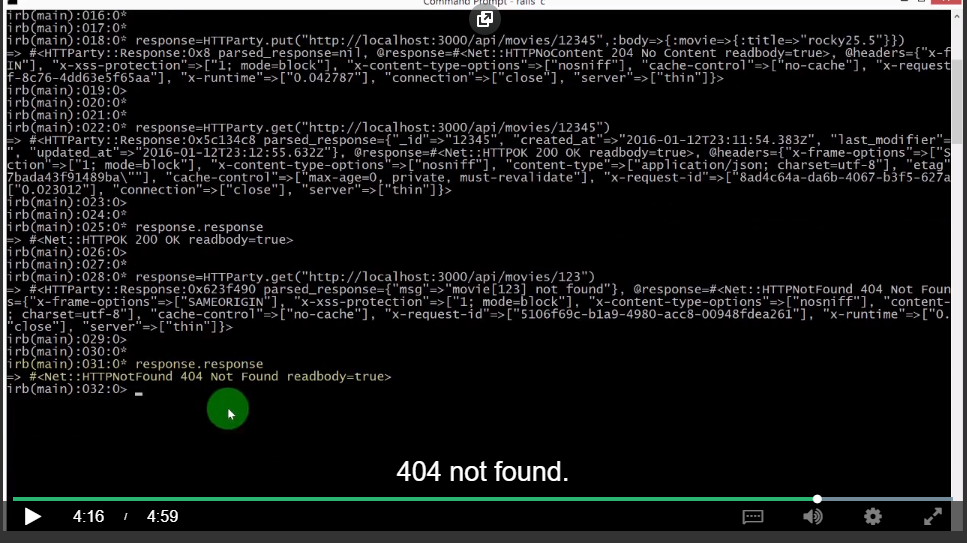 Command Prompt - rails c
irb(main):016:0*
irb(main):017:0*
irb(main):018:0* response=HTTParty.put("http://localhost:3000/api/movies/12345",:body=>{:movie=>{:title=>"rocky25.5"}})
=> #<HTTParty::Response:0x8 parsed_response=nil, @response=#<Net::HTTPNoContent 204 No Content readbody=true>, @headers={"x-f
IN"], "x-xss-protection"=>["1; mode=block"], "x-content-type-options"=>["nosniff"], "cache-control"=>["no-cache"], "x-request
f-8c76-4dd63e5f65aa"], "x-runtime"=>["0.042787"], "connection"=>["close"], "server"=>["thin"]}>
irb(main):019:0>
irb(main):020:0*
irb(main):021:0*
irb(main):022:0* response=HTTParty.get("http://localhost:3000/api/movies/12345")
=> #<HTTParty::Response:0x5c134c8 parsed_response={"_id"=>"12345", "created_at"=>"2016-01-12T23:11:54.383Z", "last_modifier"=
", "updated_at"=>"2016-01-12T23:12:55.632Z"}, @response=#<Net::HTTPOK 200 OK readbody=true>, @headers={"x-frame-options"=>["S
ction"=>["1; mode=block"], "x-content-type-options"=>["nosniff"], "content-type"=>["application/json; charset=utf-8"], "etag"
7bada43f91489ba\""], "cache-control"=>["max-age=0, private, must-revalidate"], "x-request-id"=>["8ad4c64a-da6b-4067-b3f5-627a
["0.023012"], "connection"=>["close"], "server"=>["thin"]}>
irb(main):023:0>
irb(main):024:0*
irb(main):025:0* response.response
=> #<Net::HTTPOK 200 OK readbody=true>
irb(main):026:0>
irb(main):027:0*
irb(main):028:0* response=HTTParty.get("http://localhost:3000/api/movies/123")
=> #<HTTParty::Response:0x623f490 parsed_response={"msg"=>"movie[123] not found"}, @response=#<Net::HTTPNotFound 404 Not Foun
s={"x-frame-options"=>["SAMEORIGIN"], "x-xss-protection"=>["1; mode=block"], "x-content-type-options"=>["nosniff"], "content-
; charset=utf-8"], "cache-control"=>["no-cache"], "x-request-id"=>["5106f69c-b1a9-4980-acc8-00948fdea261"], "x-runtime"=>["0.
"close"], "server"=>["thin"]}>
irb(main):029:0>
irb(main):030:0*
irb(main):031:0* response.response
=> #<Net::HTTPNotFound 404 Not Found readbody=true>
irb(main):032:0> _
404 not found.
4:16 / 4:59